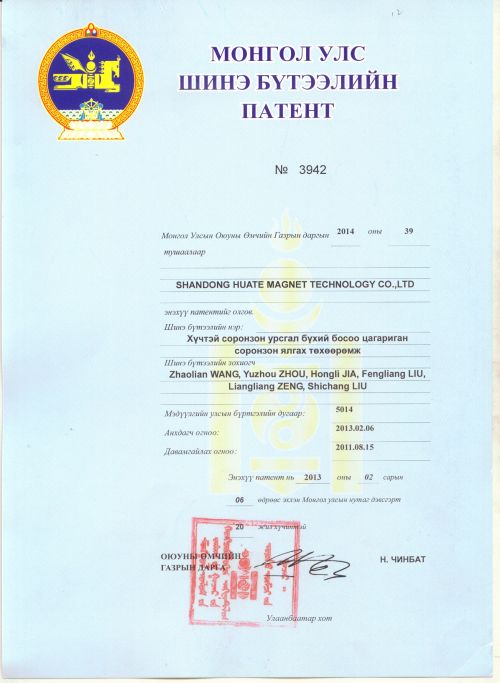 МОНГОЛ УЛС
ШИНЭ БҮТЭЭЛИЙН
ПАТЕНТ
№ 3942
Монгол Улсын Оюуны Өмчийн Газрын даргын 2014 оны 39
тушаалаар
SHANDONG HUATE MAGNET TECHNOLOGY CO.,LTD
энэхүү патентийг олгов.
Шинэ бүтээлийн нэр:
Хүчтэй соронзон урсгал бүхий босоо цагариган
соронзон ялгах төхөөрөмж
Шинэ бүтээлийн зохиогч
Zhaolian WANG, Yuzhou ZHOU, Hongli JIA, Fengliang LIU,
Liangliang ZENG, Shichang LIU
Мэдүүлгийн улсын бүртгэлийн дугаар: 5014
Анхдагч огноо: 2013.02.06
Давамгайлах огноо: 2011.08.15
Энэхүү патент нь 2013 оны 02 сарын
06 өдрөөс эхлэн Монгол улсын нутаг дэвсгэрт
20 жил хүчинтэй
ОЮУНЫ ӨМЧИЙН
ГАЗРЫН ДАРГА Н. ЧИНБАТ
Улаанбаатар хот